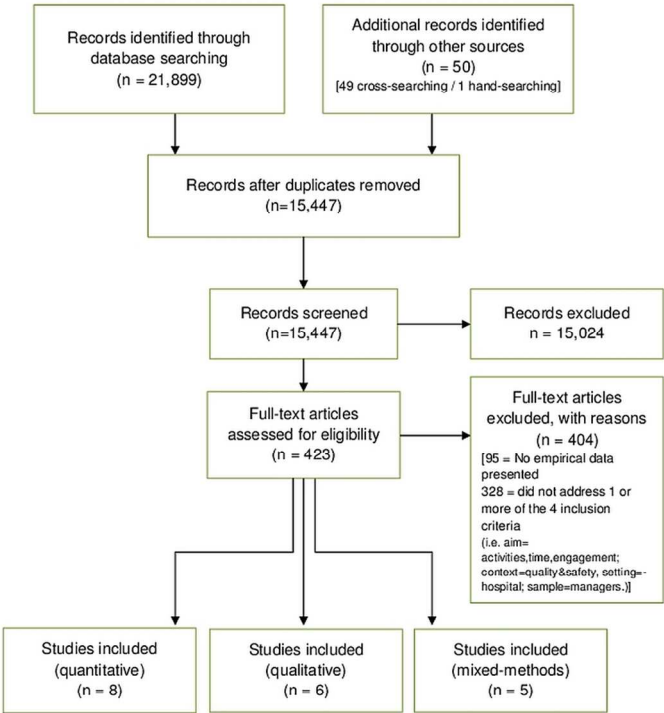 Records identified through
database searching
(n = 21,899)
Additional records identified
through other sources
(n = 50)
[49 cross-searching / 1 hand-searching]
Records after duplicates removed
(n=15,447)
Records screened
(n=15,447)
Records excluded
n = 15,024
Full-text articles
assessed for eligibility
(n = 423)
Full-text articles
excluded, with reasons
(n = 404)
[95 = No empirical data
presented
328 = did not address 1 or
more of the 4 inclusion
criteria
(i.e. aim=
activities,time,engagement;
context=quality&safety, setting=-
hospital; sample=managers.)]
Studies included
(quantitative)
(n = 8)
Studies included
(qualitative)
(n = 6)
Studies included
(mixed-methods)
(n = 5)